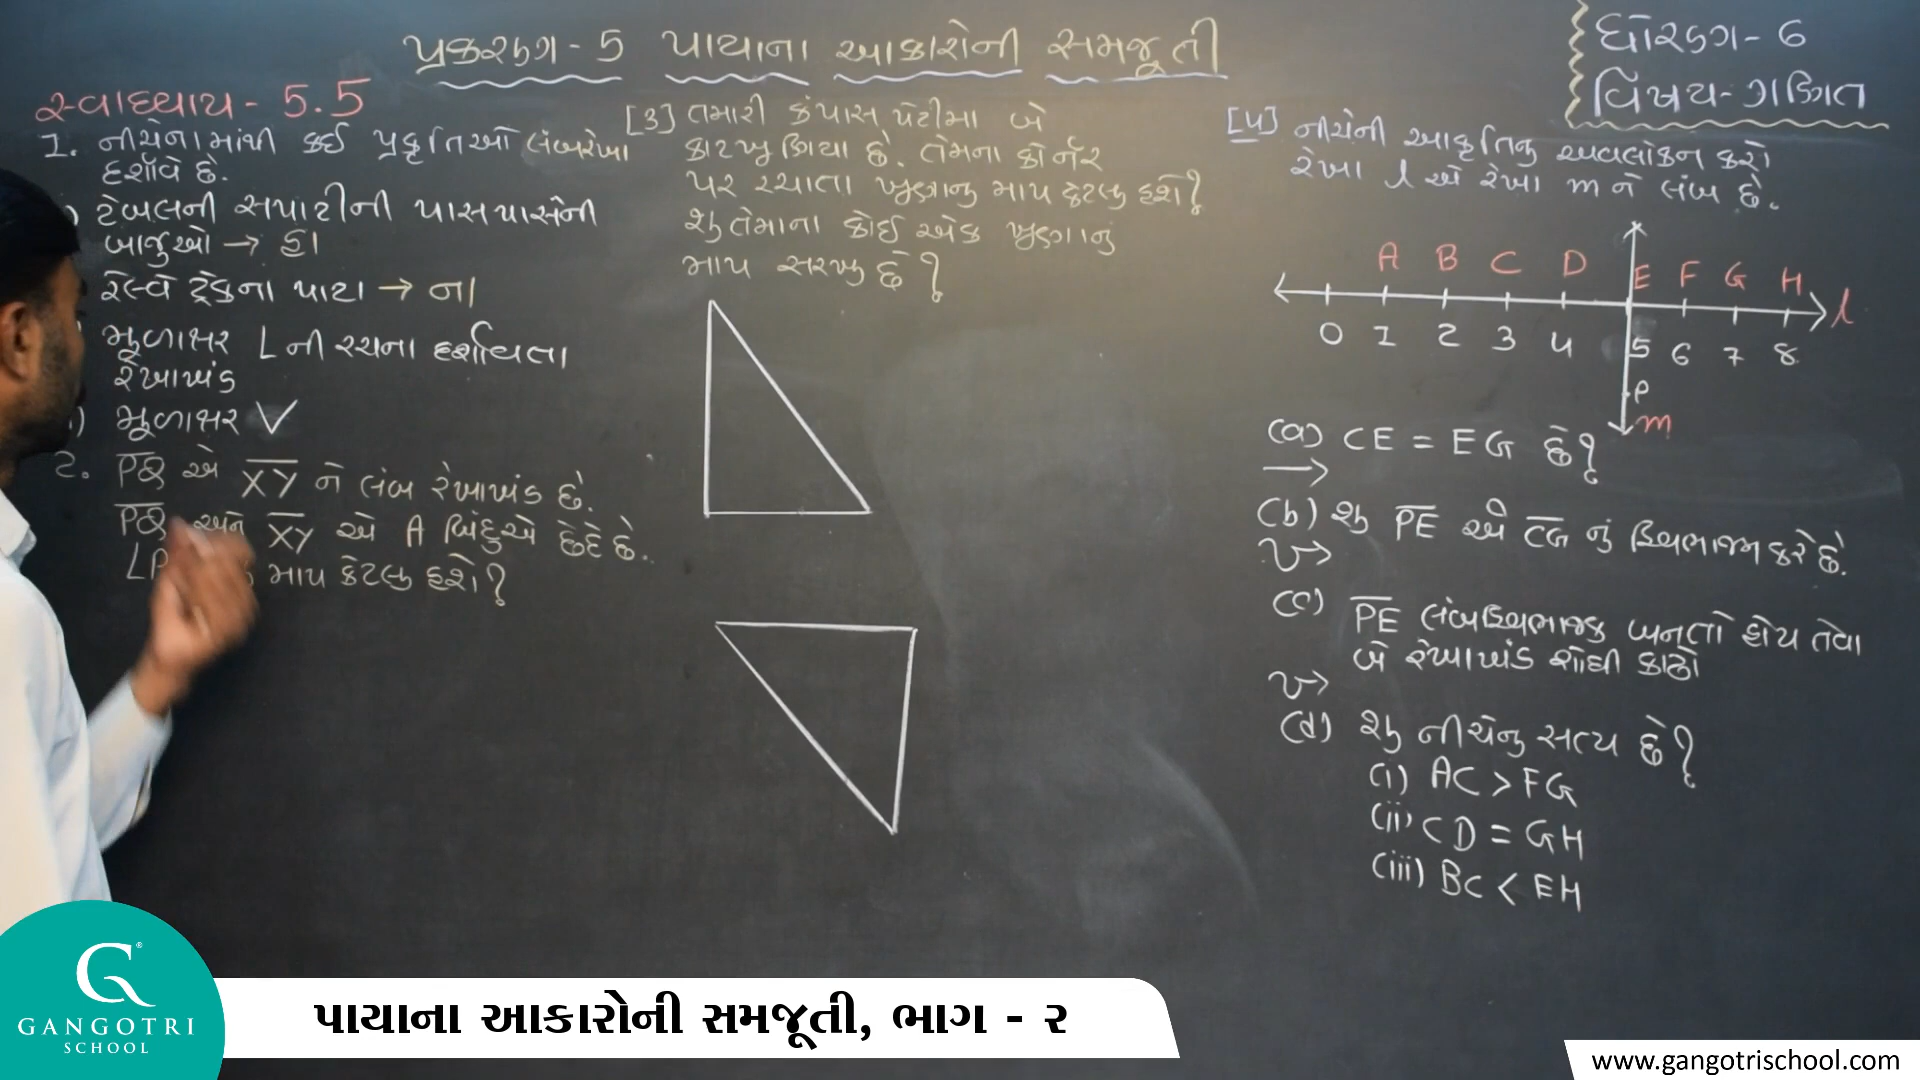 પ્રકરણ - 5 પાયાના આકારોની સમજૂતી
ધોરણ - 6
વિષય - ગણિત
સ્વાધ્યાય - 5.5
1. નીચેનામાંથી કઈ પ્રકૃતિઓ લંબરેખા
દર્શાવે છે.
ટેબલની સપાટીની પાસપાસેની
બાજુઓ → હા
રેલ્વે ટ્રેકના પાટા → ના
મૂળાક્ષર L ની રચના દર્શાવતા
રેખાખંડ
મૂળાક્ષર V
2. PQ એ XY ને લંબ રેખાખંડ છે.
PQ અને XY એ A બિંદુએ છેદે છે.
∠P માપ કેટલુ હશે?
[3] તમારી કંપાસ પેટીમા બે
કાટખુણિયા છે. તેમના કોર્નર
પર રચાતા ખુણાનુ માપ કેટલુ હશે?
શુ તેમાના કોઈ એક ખુણાનું
માપ સરખુ છે?
[4] નીચેની આકૃતિનુ અવલોકન કરો
રેખા l એ રેખા m ને લંબ છે.
A B C D E F G H l
0 1 2 3 4 5 6 7 8
P
m
(a) CE = EG છે?
→
(b) શુ PE એ CG નું દ્વિભાજન કરે છે.
→
(c) PE લંબદ્વિભાજક બનતો હોય તેવા
બે રેખાખંડ શોધી કાઢો
→
(d) શુ નીચેનુ સત્ય છે?
(i) AC > FG
(ii) CD = GH
(iii) BC < EH
G
GANGOTRI
SCHOOL
પાયાના આકારોની સમજૂતી, ભાગ - ૨
www.gangotrischool.com